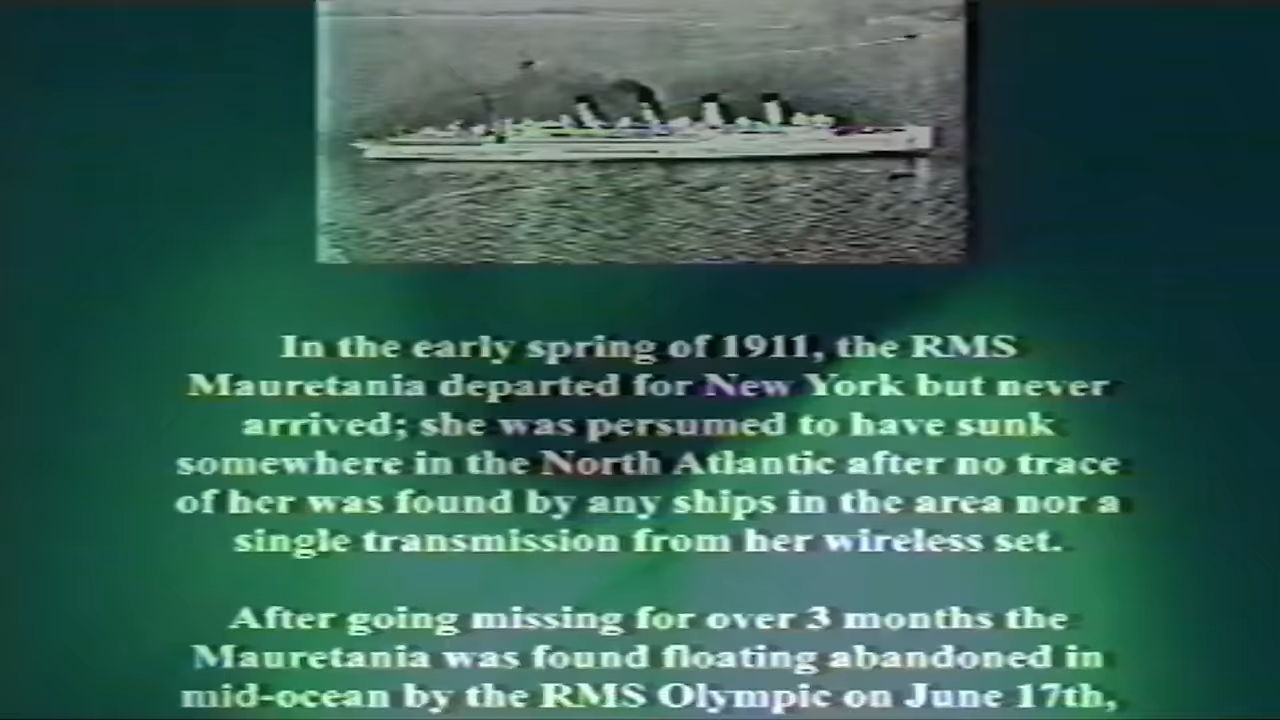 In the early spring of 1911, the RMS
Mauretania departed for New York but never
arrived; she was persumed to have sunk
somewhere in the North Atlantic after no trace
of her was found by any ships in the area nor a
single transmission from her wireless set.
After going missing for over 3 months the
Mauretania was found floating abandoned in
mid-ocean by the RMS Olympic on June 17th,